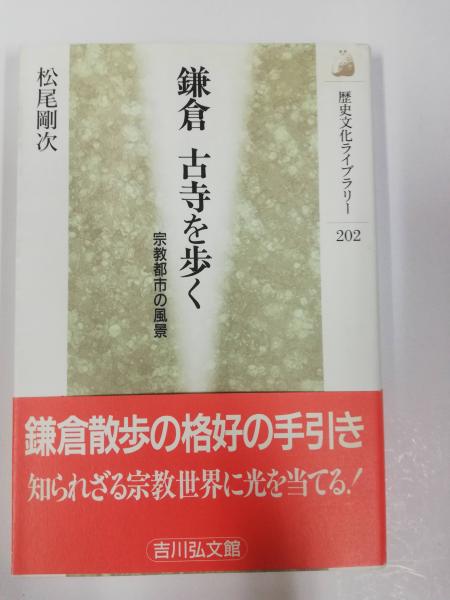 歴史文化ライブラリー
202
鎌倉 古寺を歩く
宗教都市の風景
松尾剛次
鎌倉散歩の格好の手引き
知られざる宗教世界に光を当てる!
吉川弘文館